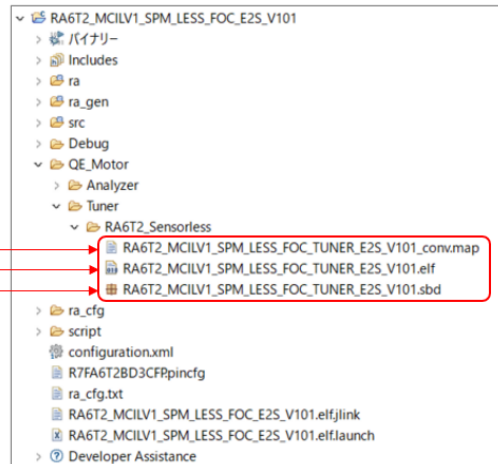 RA6T2_MCILV1_SPM_LESS_FOC_E2S_V101
バイナリー
Includes
ra
ra_gen
src
Debug
QE_Motor
Analyzer
Tuner
RA6T2_Sensorless
RA6T2_MCILV1_SPM_LESS_FOC_TUNER_E2S_V101_conv.map
RA6T2_MCILV1_SPM_LESS_FOC_TUNER_E2S_V101.elf
RA6T2_MCILV1_SPM_LESS_FOC_TUNER_E2S_V101.sbd
ra_cfg
script
configuration.xml
R7FA6T2BD3CFP.pincfg
ra_cfg.txt
RA6T2_MCILV1_SPM_LESS_FOC_E2S_V101.elf.jlink
RA6T2_MCILV1_SPM_LESS_FOC_E2S_V101.elf.launch
Developer Assistance